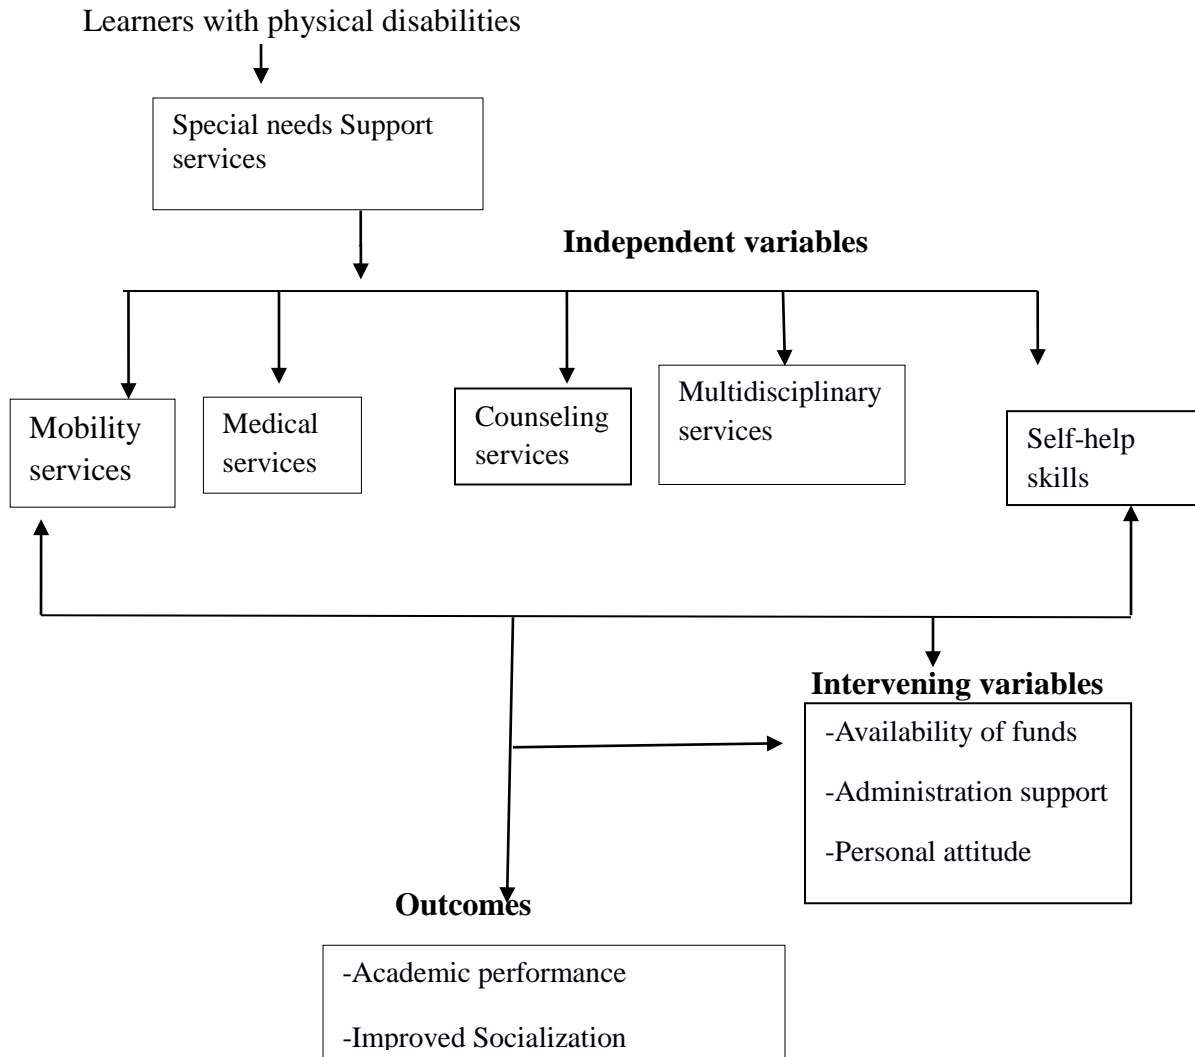 Learners with physical disabilities
Special needs Support
services
Independent variables
Mobility
services
Medical
services
Counseling
services
Multidisciplinary
services
Self-help
skills
Intervening variables
-Availability of funds
-Administration support
-Personal attitude
Outcomes
-Academic performance
-Improved Socialization